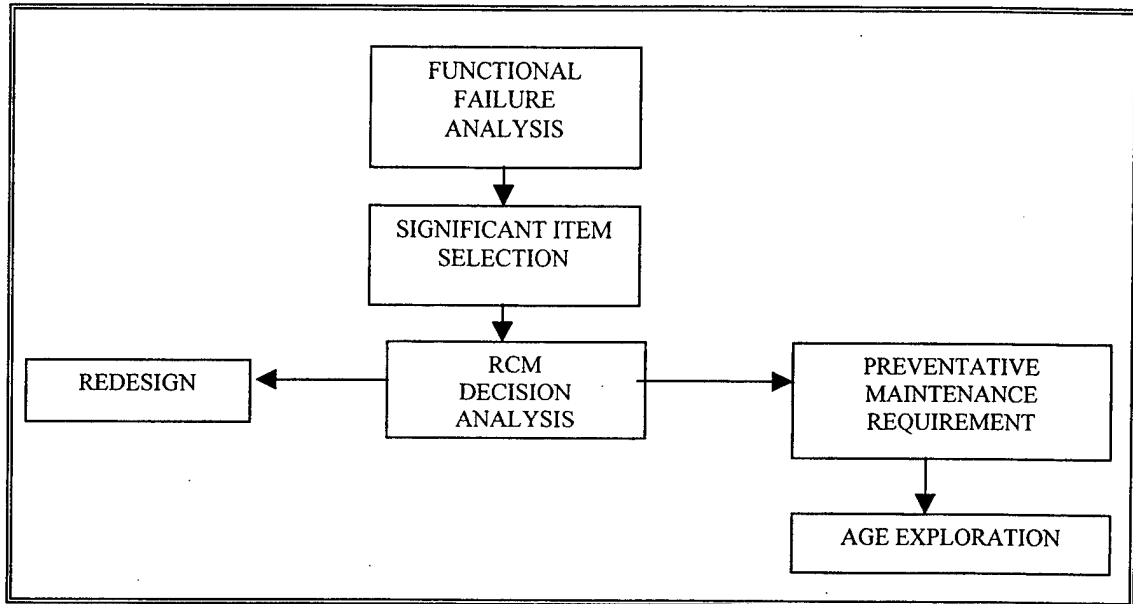 FUNCTIONAL
FAILURE
ANALYSIS
SIGNIFICANT ITEM
SELECTION
REDESIGN
RCM
DECISION
ANALYSIS
PREVENTATIVE
MAINTENANCE
REQUIREMENT
AGE EXPLORATION